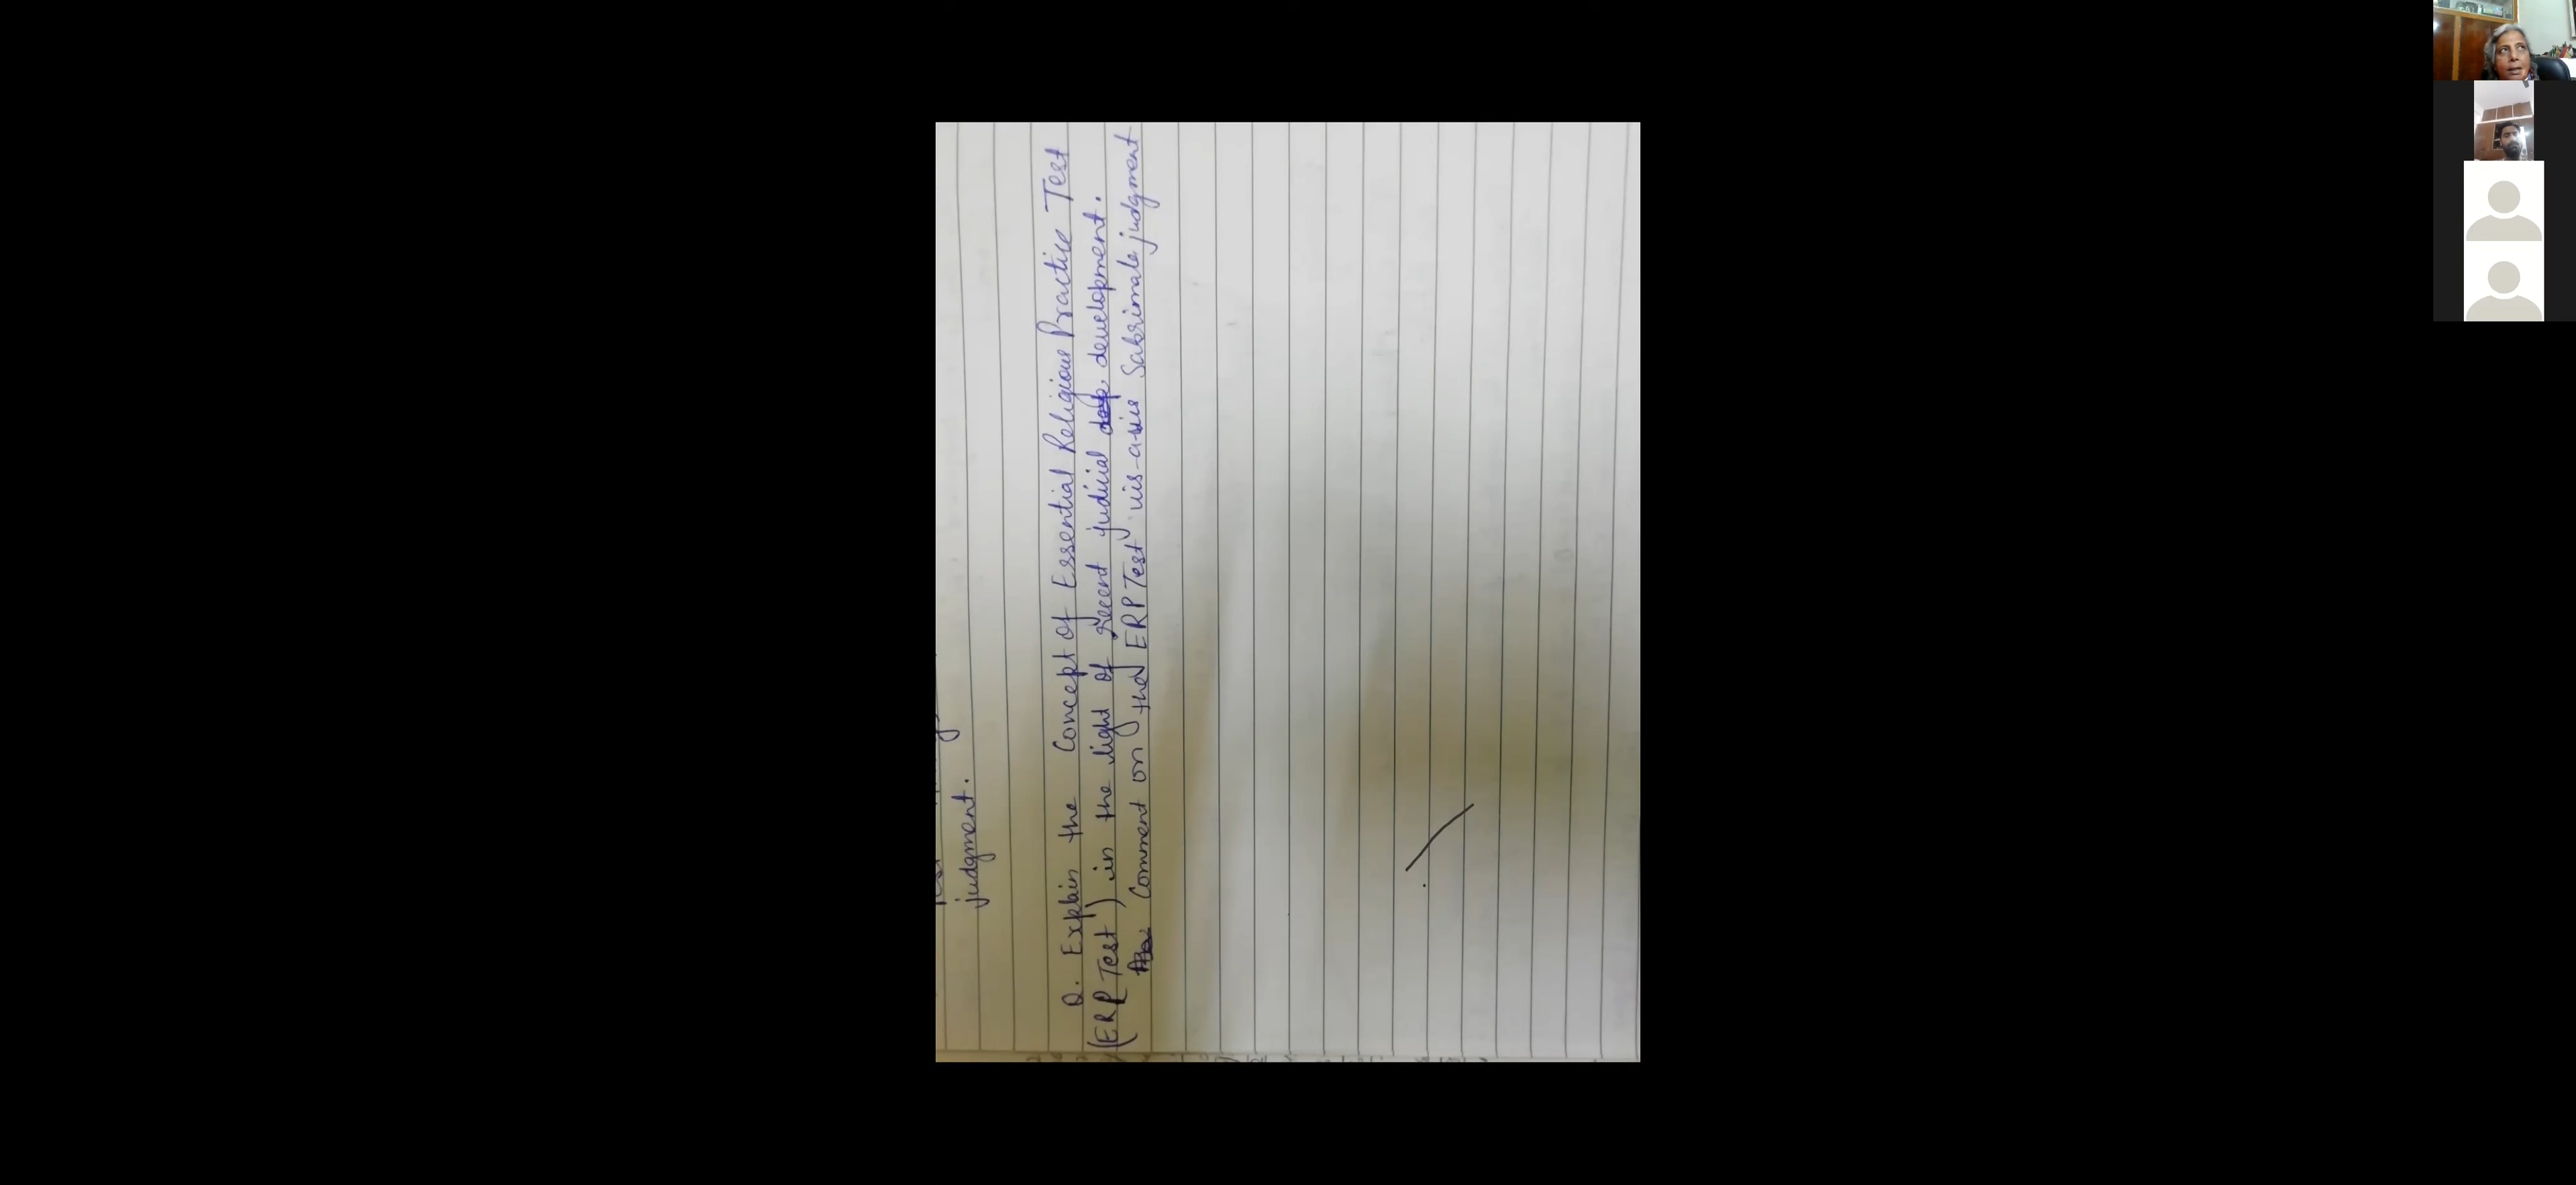 judgment.
Q. Explain the Concept of Essential Religious Practice Test
(ERP Test) in the light of recent judicial development.
Comment on the ERP Test vis-a-vis Sabrimala judgment